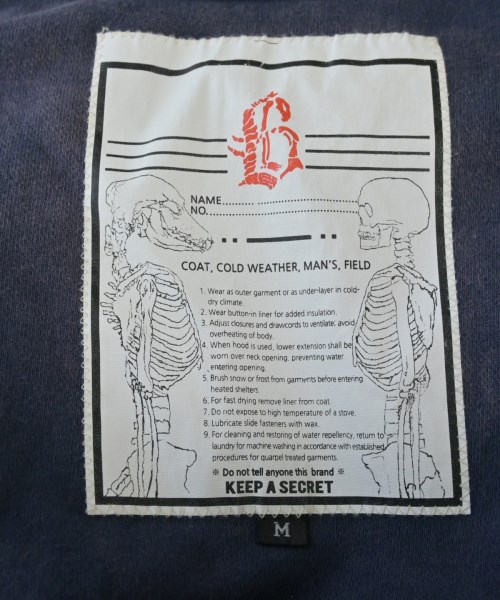 B
NAME........ ..............................
NO............................................
COAT, COLD WEATHER, MAN'S, FIELD
1. Wear as outer garment or as under-layer in cold-
dry climate.
2. Wear button-in liner for added insulation.
3. Adjust closures and drawcords to ventilate; avoid
overheating of body.
4. When hood is used, lower extension shall be
worn over neck opening, preventing water
entering opening.
5. Brush snow or frost from garments before entering
heated shelters.
6. For fast drying remove liner from coat.
7. Do not expose to high temperature of a stove.
8. Lubricate slide fasteners with wax.
9. For cleaning and restoring of water repellency, return to
laundry for machine washing in accordance with established
procedures for quarpel treated garments.
※ Do not tell anyone this brand ※
KEEP A SECRET
M